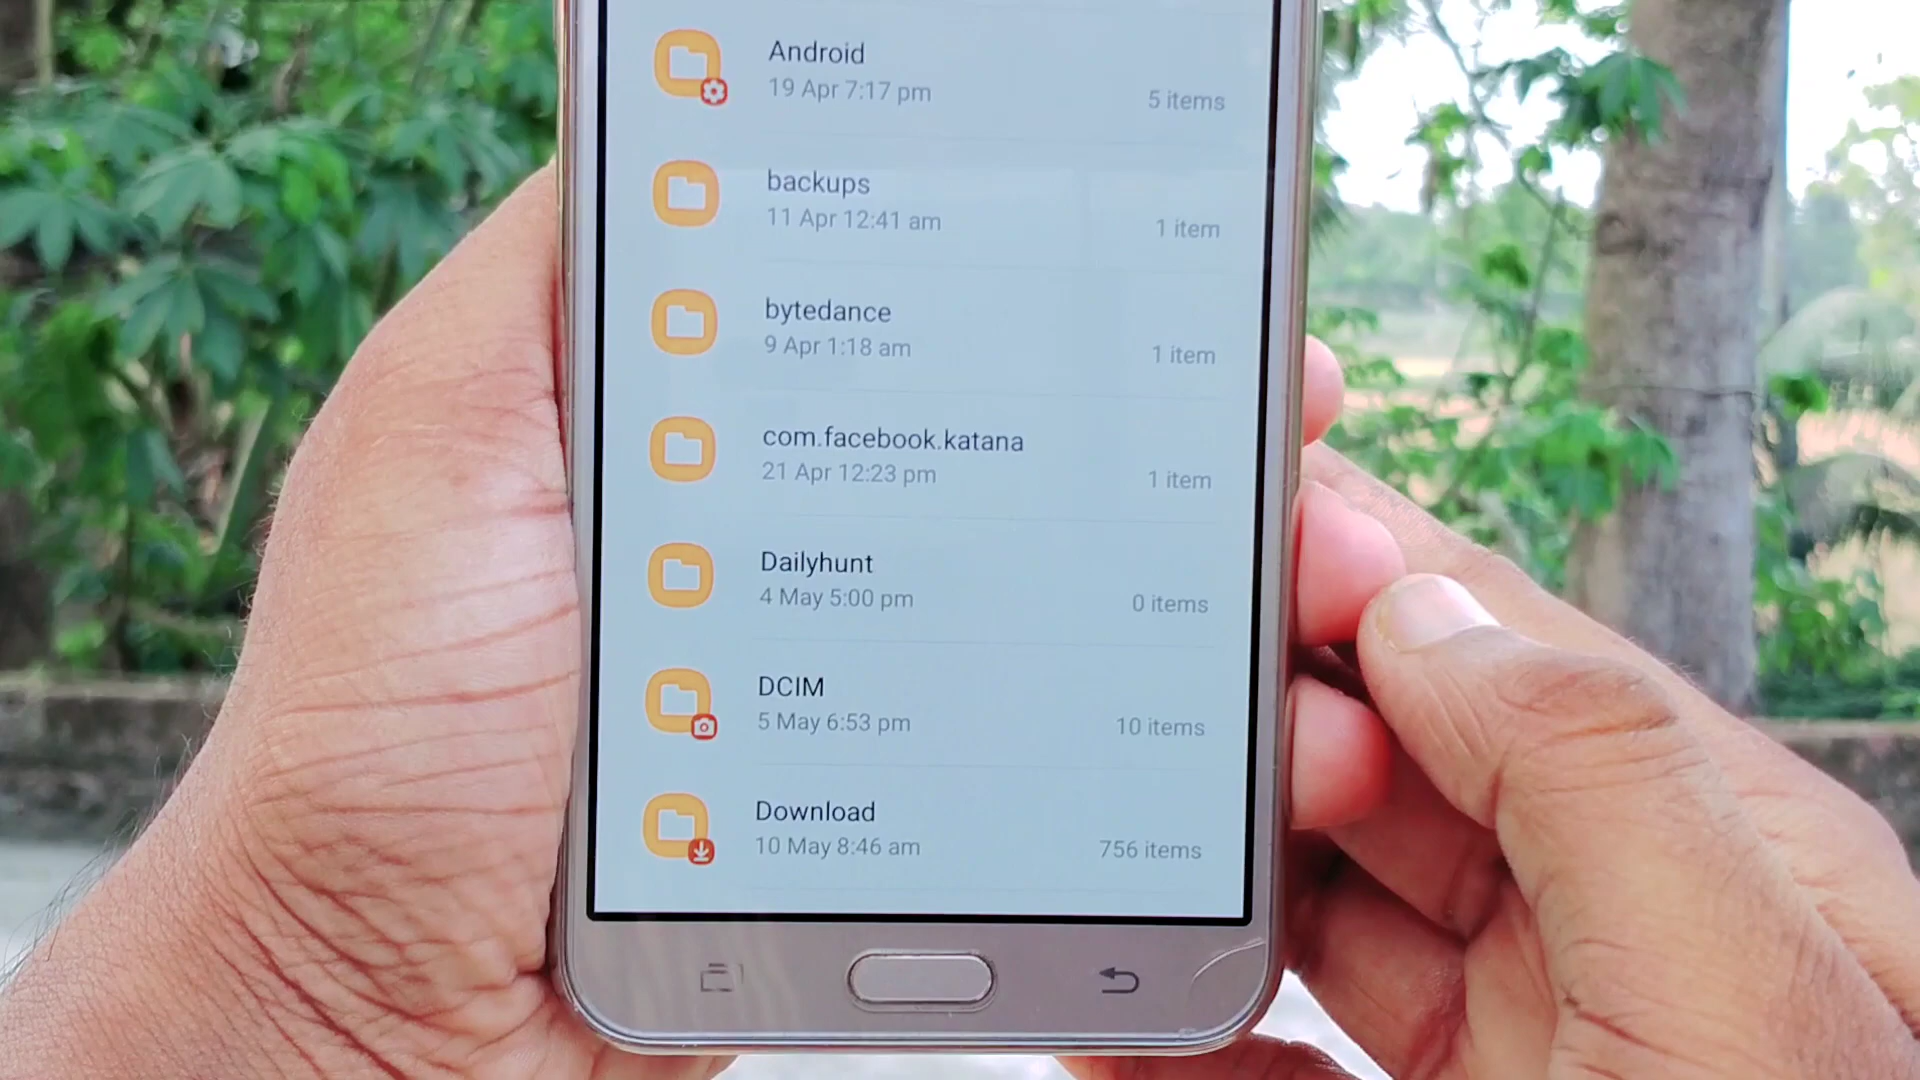 Android
19 Apr 7:17 pm
5 items
backups
11 Apr 12:41 am
1 item
bytedance
9 Apr 1:18 am
1 item
com.facebook.katana
21 Apr 12:23 pm
1 item
Dailyhunt
4 May 5:00 pm
0 items
DCIM
5 May 6:53 pm
10 items
Download
10 May 8:46 am
756 items